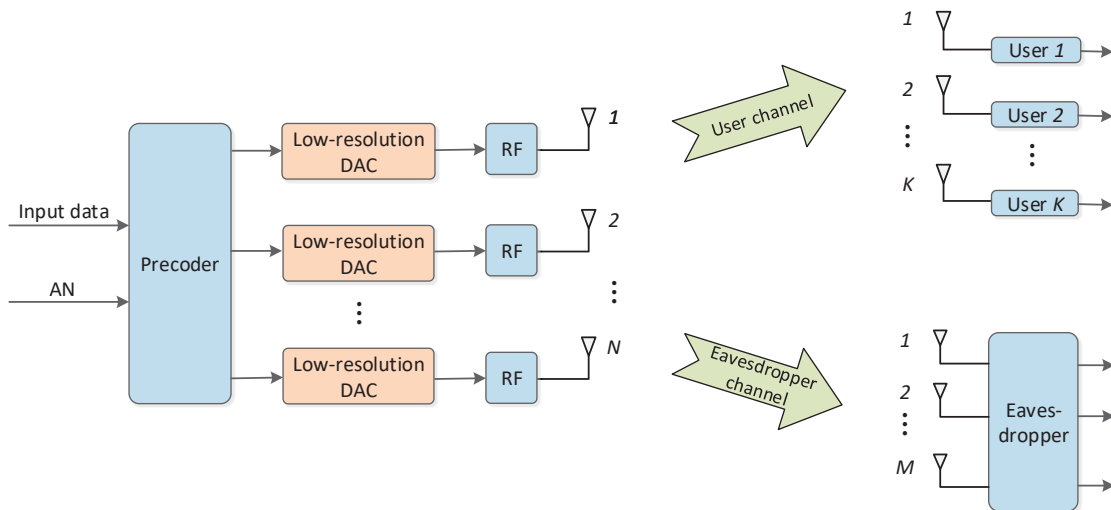 Input data
AN
Precoder
Low-resolution
DAC
RF
1
Low-resolution
DAC
RF
2
Low-resolution
DAC
RF
N
User channel
Eavesdropper
channel
1
User 1
2
User 2
K
User K
1
2
M
Eaves-
dropper